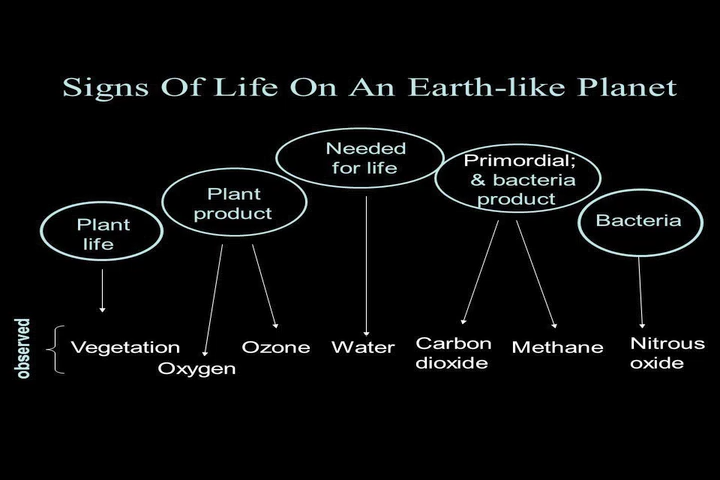 Signs Of Life On An Earth-like Planet
Needed
for life
Primordial;
& bacteria
product
Plant
product
Bacteria
Plant
life
observed
Vegetation
Oxygen
Ozone
Water
Carbon
dioxide
Methane
Nitrous
oxide